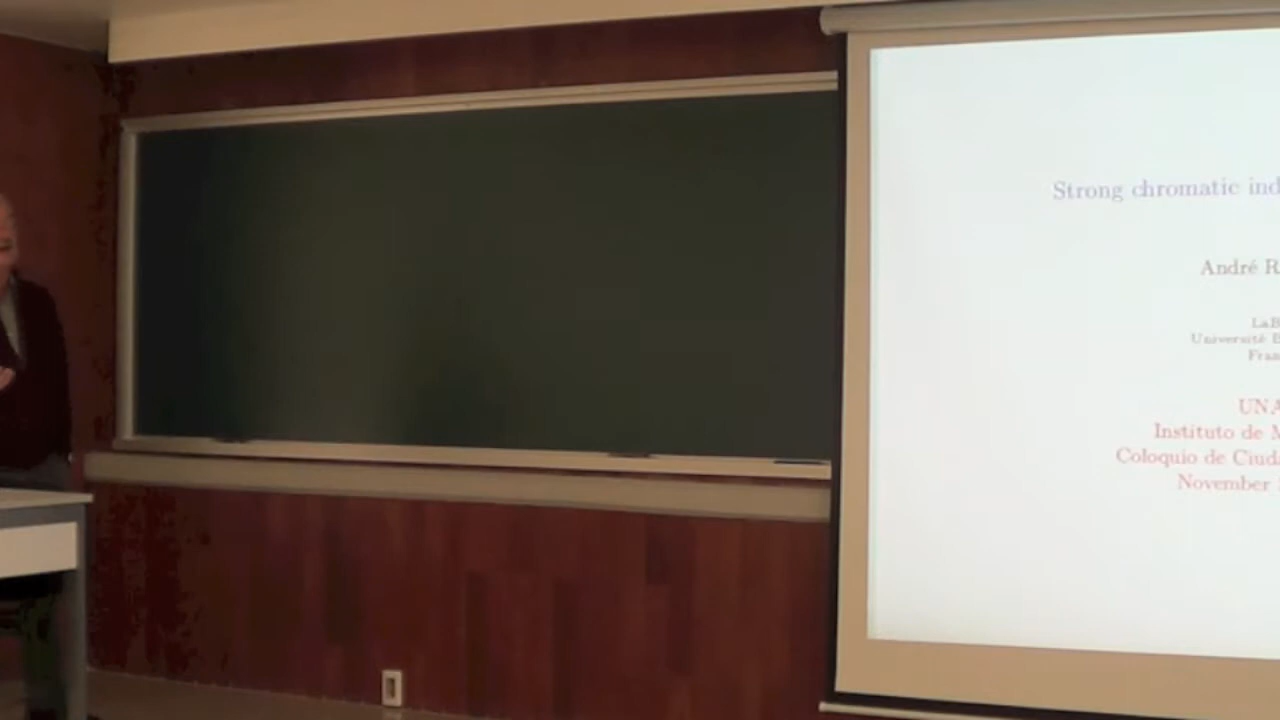 Strong chromatic ind
André R
LaB
Université B
Fran
UNA
Instituto de M
Coloquio de Ciuda
November